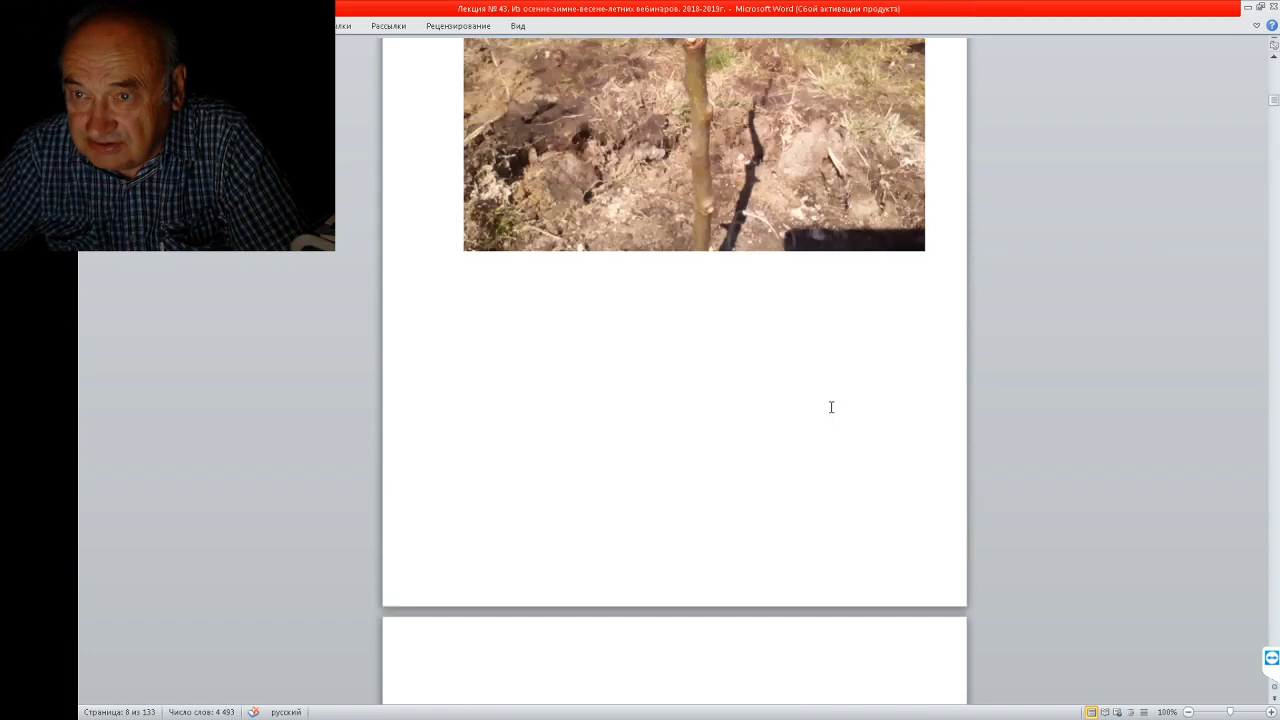 Лекция № 43. Из осенне-зимне-весене-летних вебинаров. 2018-2019г. - Microsoft Word (Сбой активации продукта)
Рассылки Рецензирование Вид
Страница: 8 из 133 Число слов: 4 493 русский 100%